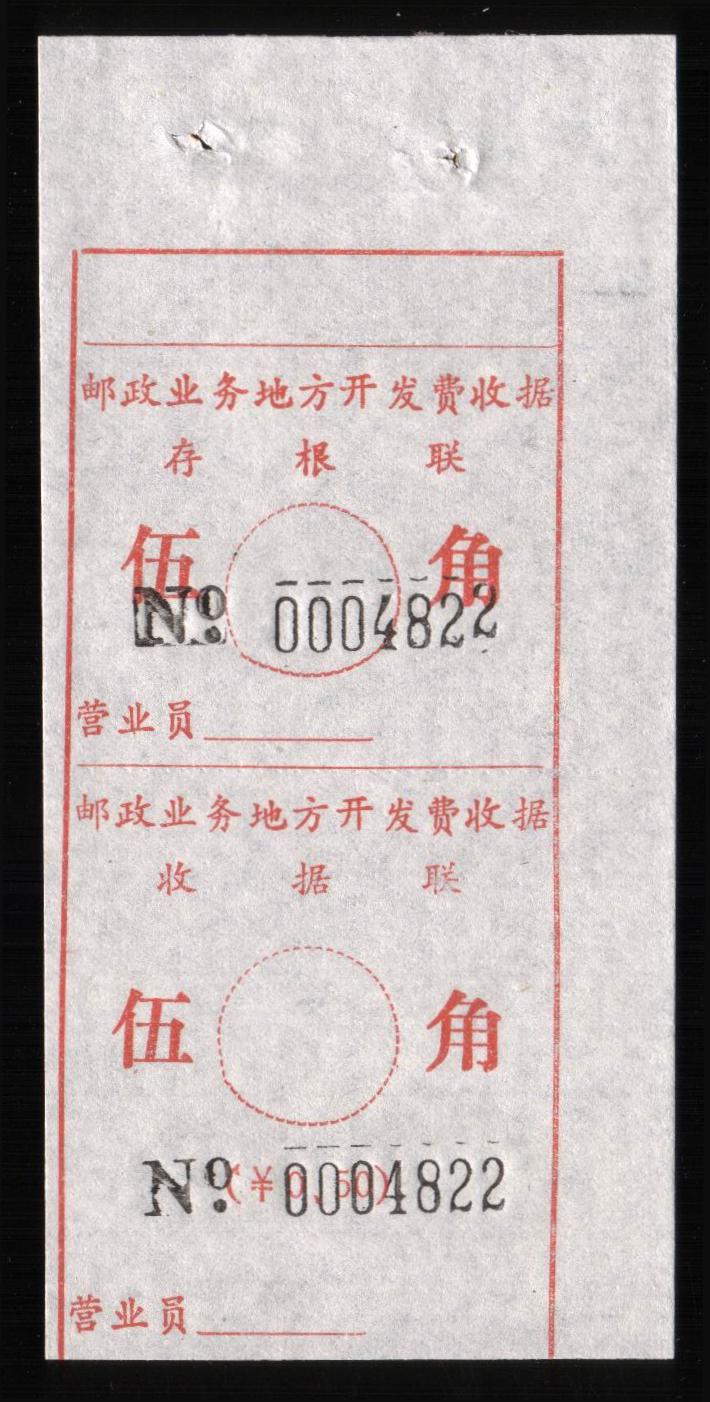 邮政业务地方开发费收据
存 根 联
伍 角
№ 0004822
营业员
邮政业务地方开发费收据
收 据 联
伍 角
(¥0.50)
№ 0004822
营业员